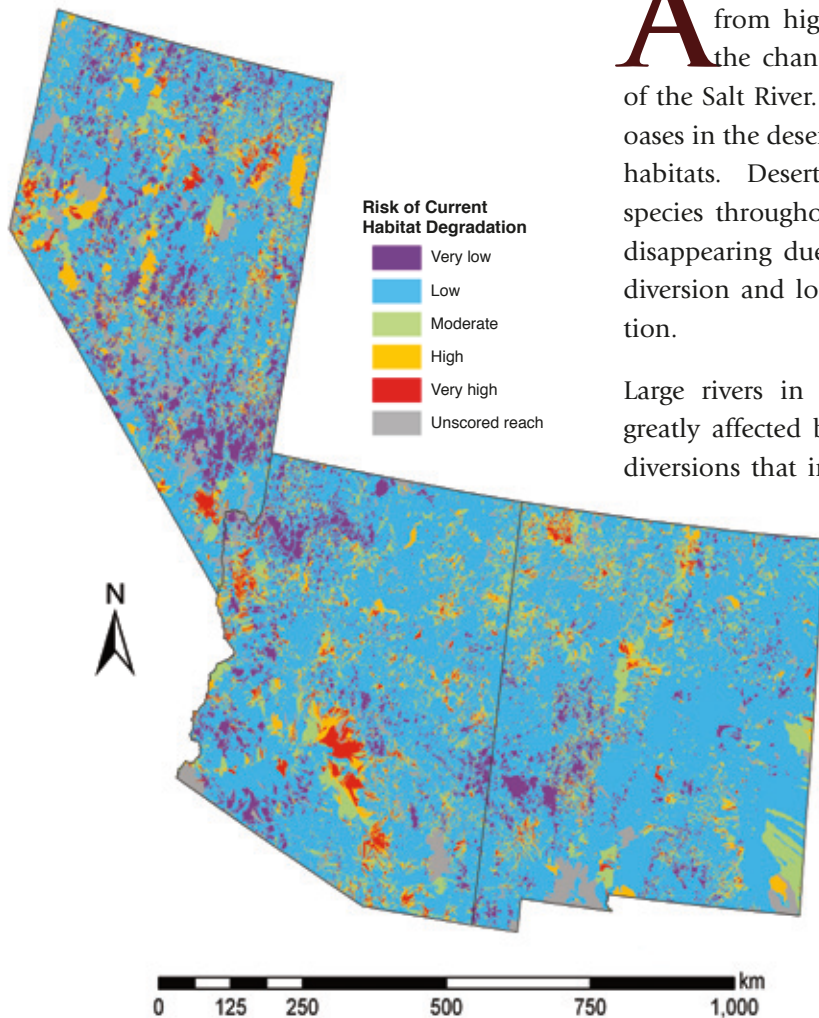 Risk of Current
Habitat Degradation
Very low
Low
Moderate
High
Very high
Unscored reach
N
km
0 125 250 500 750 1,000
A
from hig
the chan
of the Salt River.
oases in the deser
habitats. Desert
species througho
disappearing due
diversion and lo
tion.
Large rivers in
greatly affected b
diversions that in